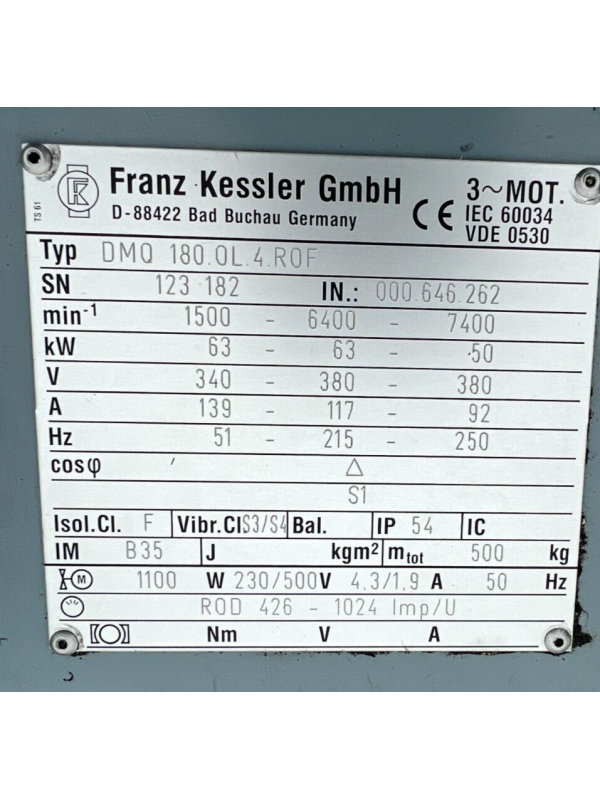 TS 61
FK
Franz Kessler GmbH
D-88422 Bad Buchau Germany
CE
3~MOT.
IEC 60034
VDE 0530
Typ DMQ 180.0L.4.R0F
SN 123 182 IN.: 000.646.262
min-1 1500 - 6400 - 7400
kW 63 - 63 - 50
V 340 - 380 - 380
A 139 - 117 - 92
Hz 51 - 215 - 250
cosφ △
S1
Isol.Cl. F Vibr.Cl S3/S4 Bal. IP 54 IC
IM B35 J kgm² mtot 500 kg
M 1100 W 230/500 V 4.3/1.9 A 50 Hz
ROD 426 - 1024 Imp/U
Nm V A